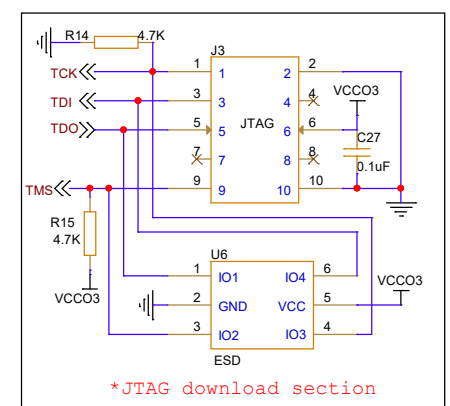 R14 4.7K
J3
TCK 1 1 2 2
TDI 3 3 4 4 VCCO3
TDO 5 5 JTAG 6 6
7 7 8 8 C27
0.1uF
TMS 9 9 10 10
R15
4.7K
VCCO3
U6
1 IO1 IO4 6
2 GND VCC 5 VCCO3
3 IO2 IO3 4
ESD
*JTAG download section